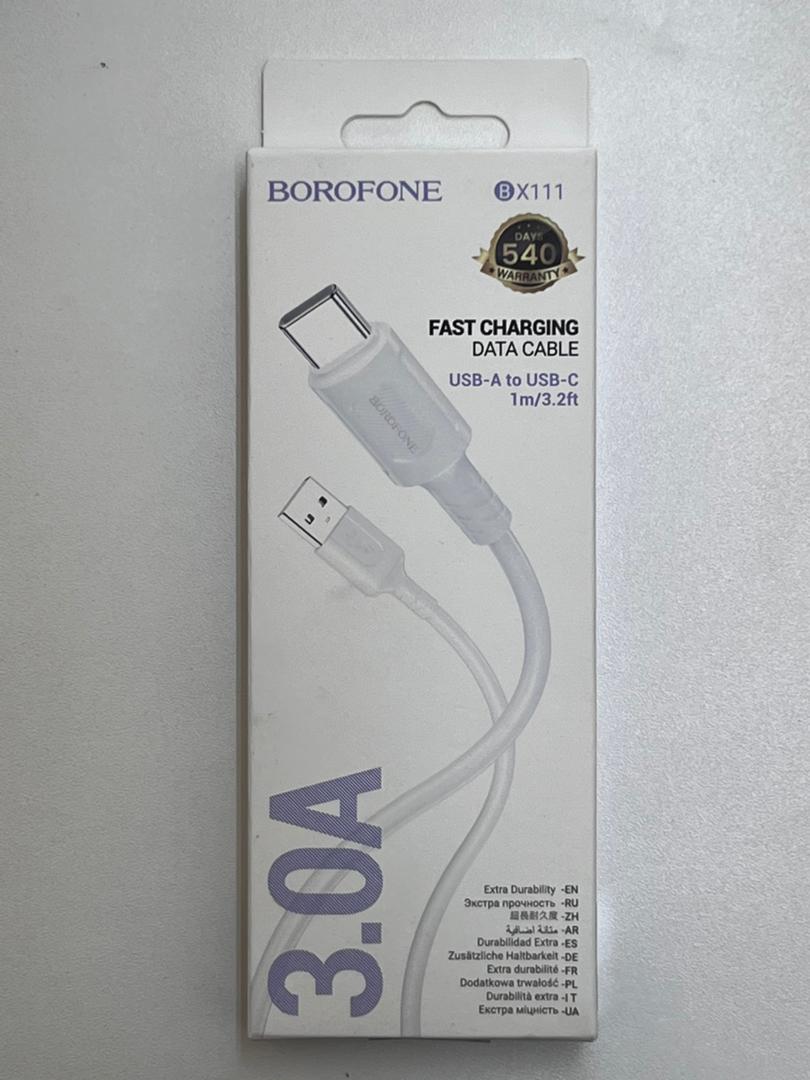 BOROFONE
BX111
DAYS
540
WARRANTY
FAST CHARGING
DATA CABLE
USB-A to USB-C
1m/3.2ft
BOROFONE
3.0A
Extra Durability -EN
Экстра прочность -RU
超長耐久度 -ZH
متانة اضافية -AR
Durabilidad Extra -ES
Zusätzliche Haltbarkeit -DE
Extra durabilité -FR
Dodatkowa trwałość -PL
Durabilità extra -I T
Екстра міцність -UA